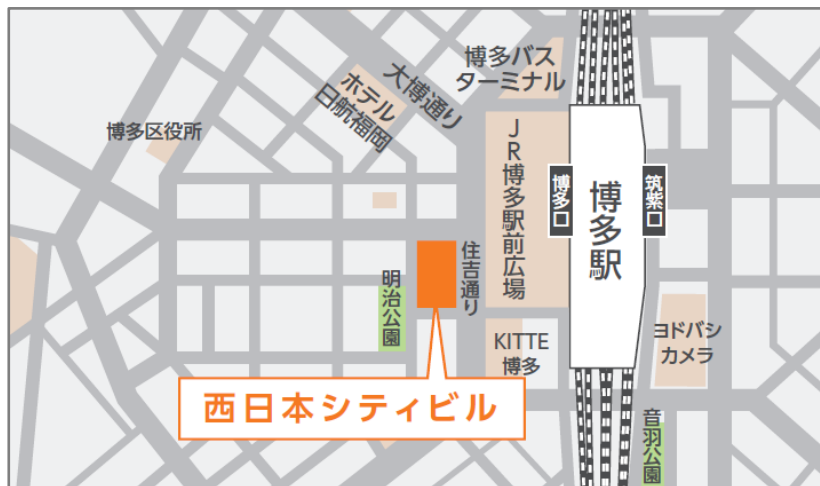 博多バス
ターミナル
大博通り
ホテル
日航福岡
博多区役所
JR博多駅前広場
博多口
博多駅
筑紫口
住吉通り
明治公園
KITTE
博多
ヨドバシ
カメラ
西日本シティビル
音羽公園